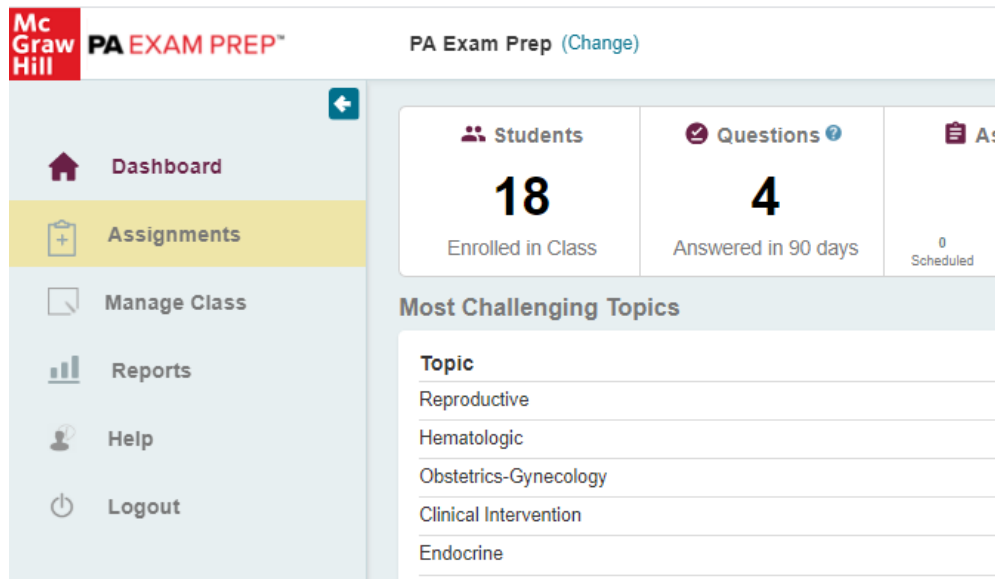 Mc
Graw
Hill
PA EXAM PREP™
PA Exam Prep (Change)
Dashboard
Assignments
Manage Class
Reports
Help
Logout
Students
18
Enrolled in Class
Questions ?
4
Answered in 90 days
As
0
Scheduled
Most Challenging Topics
Topic
Reproductive
Hematologic
Obstetrics-Gynecology
Clinical Intervention
Endocrine